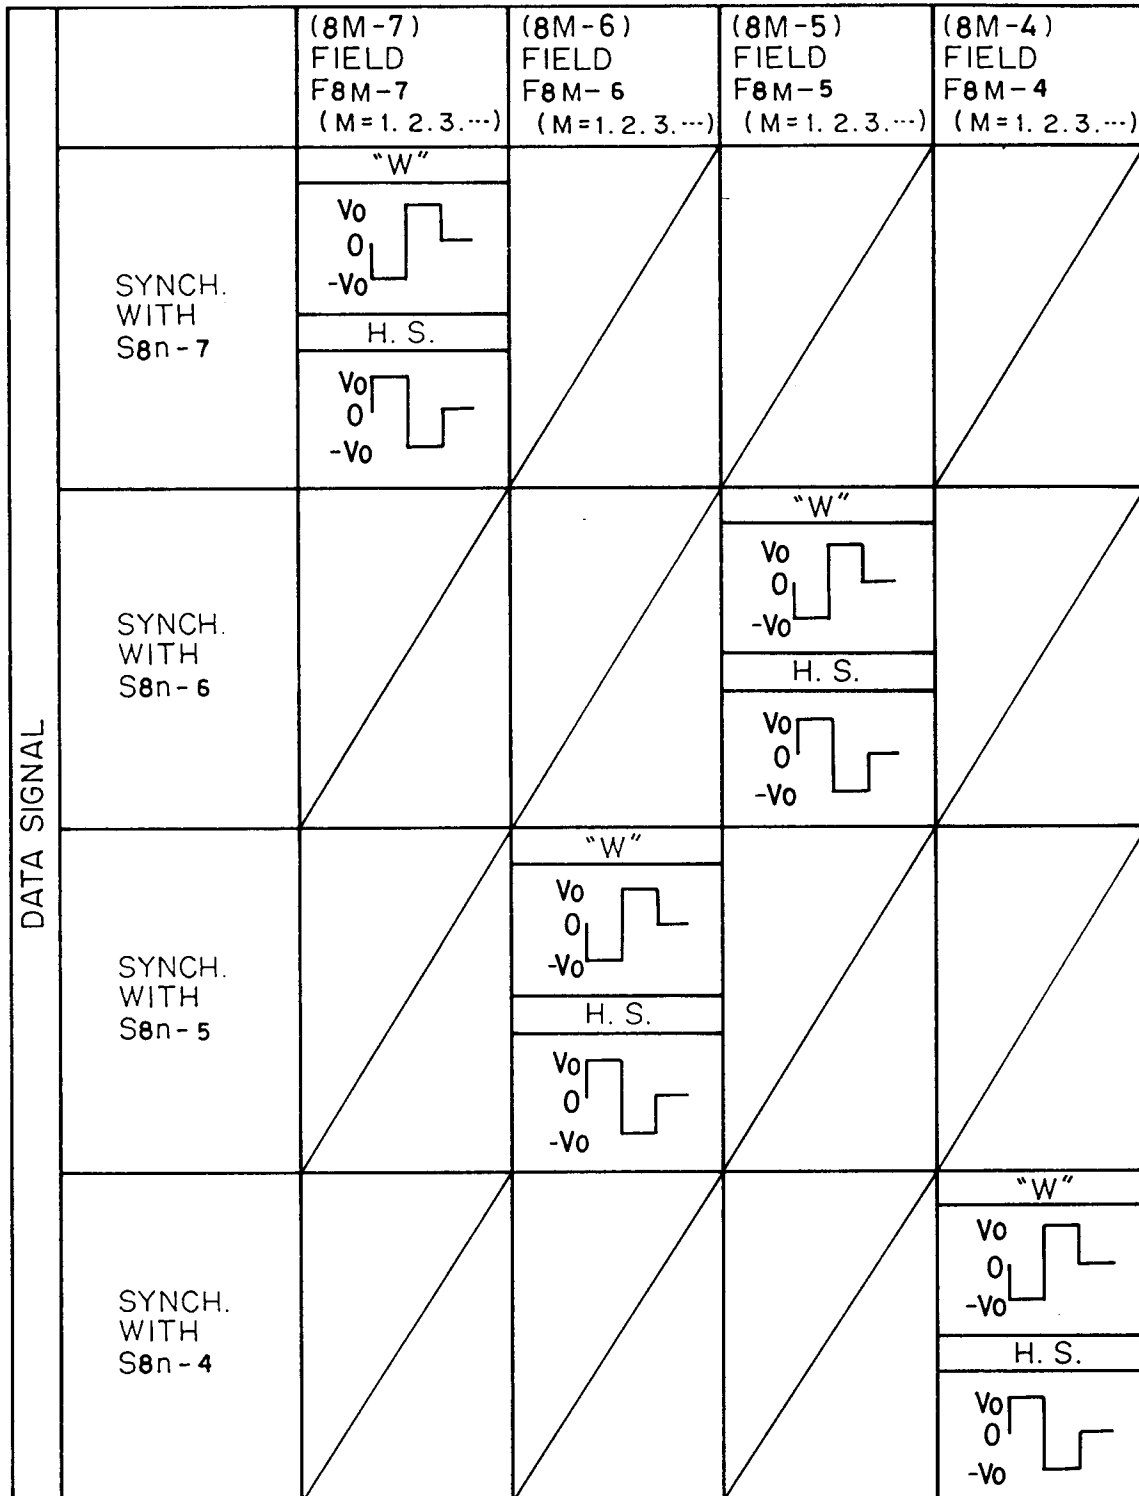 (8M-7)
FIELD
F8M-7
(M=1.2.3.…)
(8M-6)
FIELD
F8M-6
(M=1.2.3.…)
(8M-5)
FIELD
F8M-5
(M=1.2.3.…)
(8M-4)
FIELD
F8M-4
(M=1.2.3.…)
DATA SIGNAL
SYNCH.
WITH
S8n-7
"W"
Vo
0
-Vo
H. S.
Vo
0
-Vo
SYNCH.
WITH
S8n-6
"W"
Vo
0
-Vo
H. S.
Vo
0
-Vo
SYNCH.
WITH
S8n-5
"W"
Vo
0
-Vo
H. S.
Vo
0
-Vo
SYNCH.
WITH
S8n-4
"W"
Vo
0
-Vo
H. S.
Vo
0
-Vo